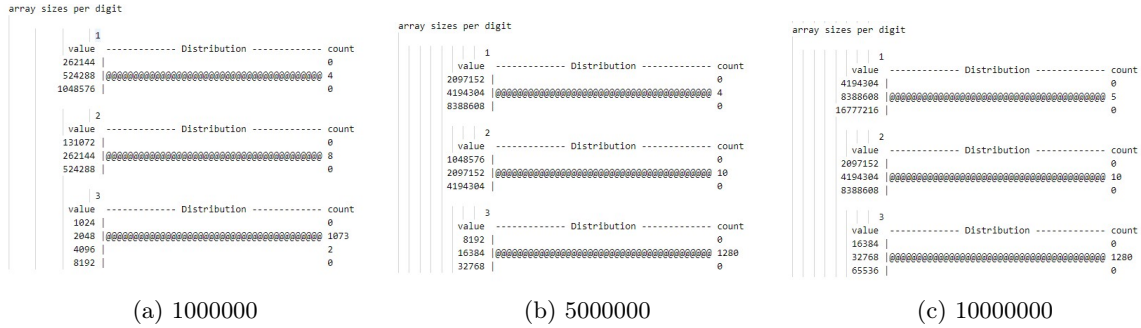 array sizes per digit
1
value ------------- Distribution ------------- count
262144 | 0
524288 |@@@@@@@@@@@@@@@@@@@@@@@@@@@@@@@@@@@@@@@@ 4
1048576 | 0
2
value ------------- Distribution ------------- count
131072 | 0
262144 |@@@@@@@@@@@@@@@@@@@@@@@@@@@@@@@@@@@@@@@@ 8
524288 | 0
3
value ------------- Distribution ------------- count
1024 | 0
2048 |@@@@@@@@@@@@@@@@@@@@@@@@@@@@@@@@@@@@@@@@ 1073
4096 | 2
8192 | 0
(a) 1000000
array sizes per digit
1
value ------------- Distribution ------------- count
2097152 | 0
4194304 |@@@@@@@@@@@@@@@@@@@@@@@@@@@@@@@@@@@@@@@@ 4
8388608 | 0
2
value ------------- Distribution ------------- count
1048576 | 0
2097152 |@@@@@@@@@@@@@@@@@@@@@@@@@@@@@@@@@@@@@@@@ 10
4194304 | 0
3
value ------------- Distribution ------------- count
8192 | 0
16384 |@@@@@@@@@@@@@@@@@@@@@@@@@@@@@@@@@@@@@@@@ 1280
32768 | 0
(b) 5000000
array sizes per digit
1
value ------------- Distribution ------------- count
4194304 | 0
8388608 |@@@@@@@@@@@@@@@@@@@@@@@@@@@@@@@@@@@@@@@@ 5
16777216 | 0
2
value ------------- Distribution ------------- count
2097152 | 0
4194304 |@@@@@@@@@@@@@@@@@@@@@@@@@@@@@@@@@@@@@@@@ 10
8388608 | 0
3
value ------------- Distribution ------------- count
16384 | 0
32768 |@@@@@@@@@@@@@@@@@@@@@@@@@@@@@@@@@@@@@@@@ 1280
65536 | 0
(c) 10000000